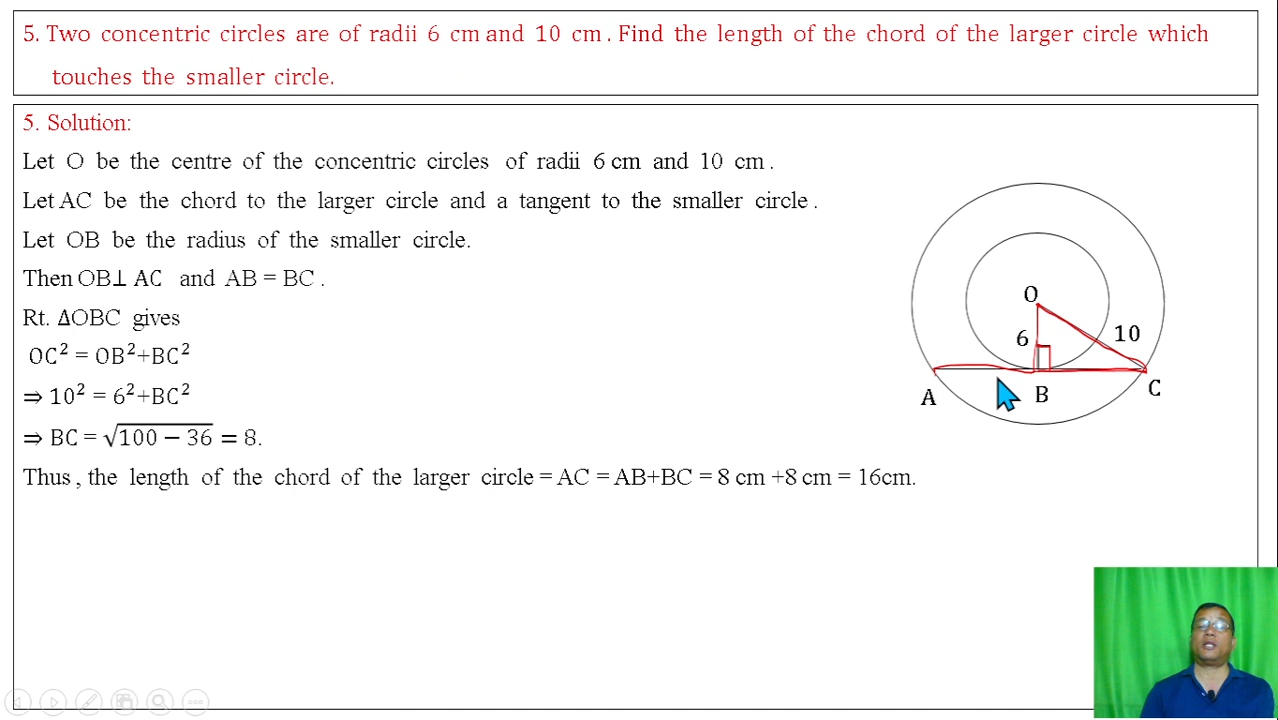 5. Two concentric circles are of radii 6 cm and 10 cm. Find the length of the chord of the larger circle which
touches the smaller circle.
5. Solution:
Let O be the centre of the concentric circles of radii 6 cm and 10 cm.
Let AC be the chord to the larger circle and a tangent to the smaller circle.
Let OB be the radius of the smaller circle.
Then OB⊥ AC and AB = BC.
Rt. ΔOBC gives
OC² = OB²+BC²
⇒ 10² = 6²+BC²
⇒ BC = √(100 − 36) = 8.
Thus, the length of the chord of the larger circle = AC = AB+BC = 8 cm +8 cm = 16cm.
O
6
10
A
B
C